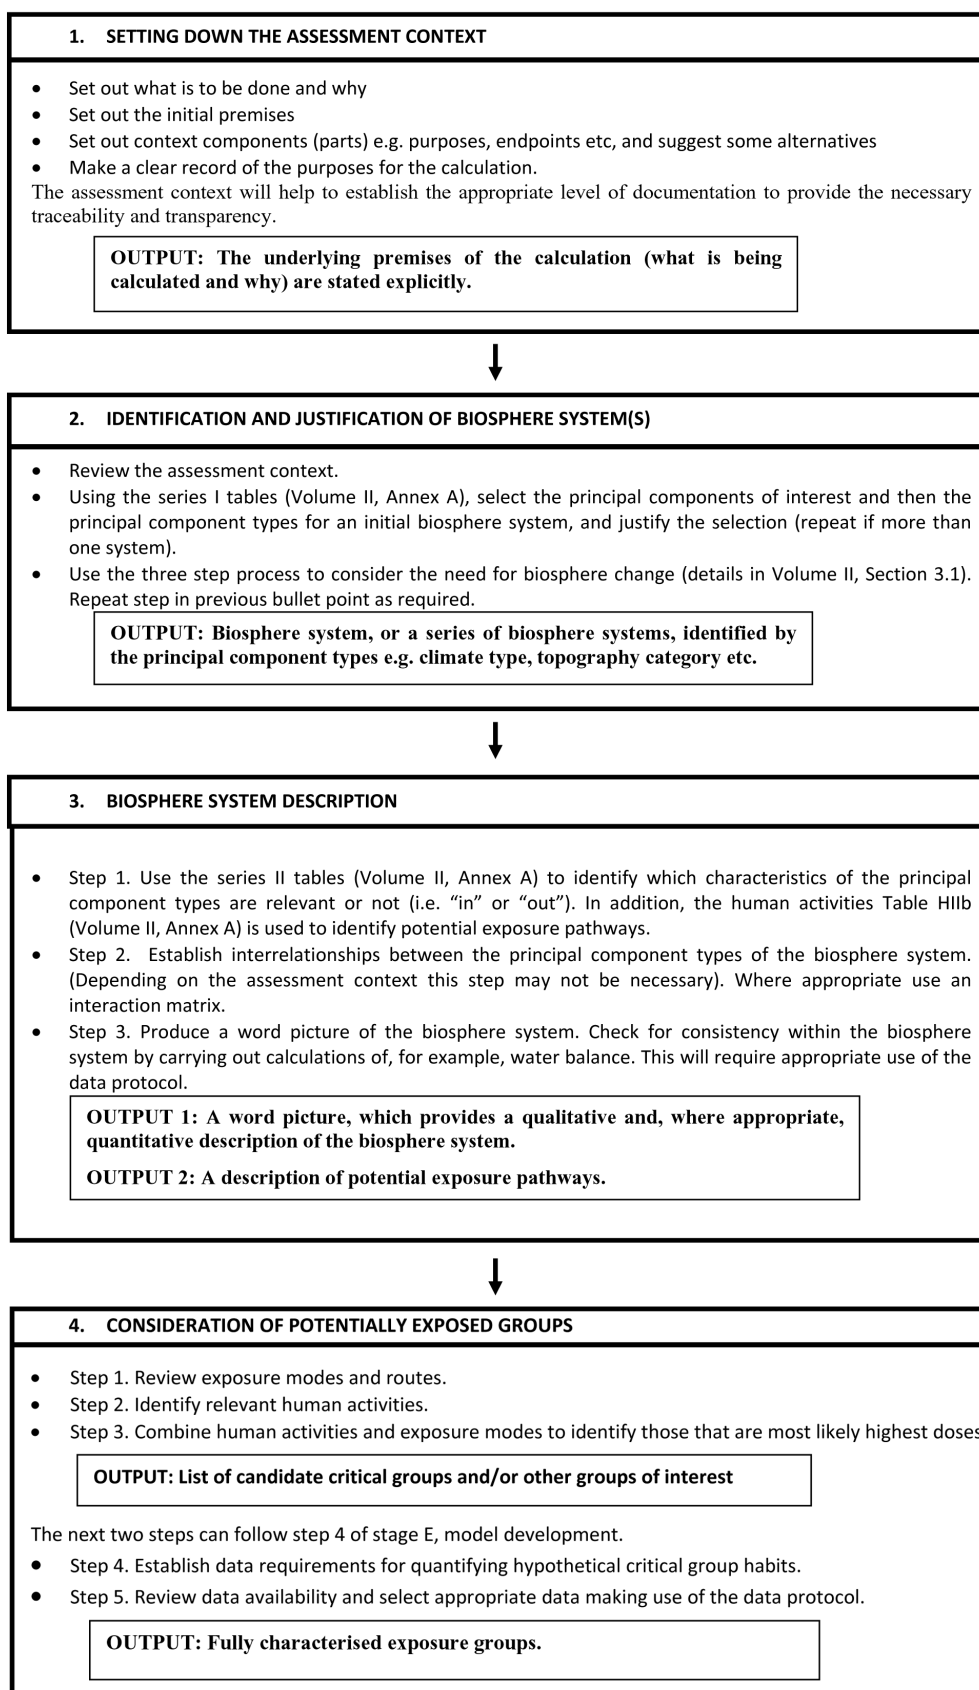 1. SETTING DOWN THE ASSESSMENT CONTEXT
• Set out what is to be done and why
• Set out the initial premises
• Set out context components (parts) e.g. purposes, endpoints etc, and suggest some alternatives
• Make a clear record of the purposes for the calculation.
The assessment context will help to establish the appropriate level of documentation to provide the necessary
traceability and transparency.
OUTPUT: The underlying premises of the calculation (what is being
calculated and why) are stated explicitly.
2. IDENTIFICATION AND JUSTIFICATION OF BIOSPHERE SYSTEM(S)
• Review the assessment context.
• Using the series I tables (Volume II, Annex A), select the principal components of interest and then the
principal component types for an initial biosphere system, and justify the selection (repeat if more than
one system).
• Use the three step process to consider the need for biosphere change (details in Volume II, Section 3.1).
Repeat step in previous bullet point as required.
OUTPUT: Biosphere system, or a series of biosphere systems, identified by
the principal component types e.g. climate type, topography category etc.
3. BIOSPHERE SYSTEM DESCRIPTION
• Step 1. Use the series II tables (Volume II, Annex A) to identify which characteristics of the principal
component types are relevant or not (i.e. “in” or “out”). In addition, the human activities Table HIIb
(Volume II, Annex A) is used to identify potential exposure pathways.
• Step 2. Establish interrelationships between the principal component types of the biosphere system.
(Depending on the assessment context this step may not be necessary). Where appropriate use an
interaction matrix.
• Step 3. Produce a word picture of the biosphere system. Check for consistency within the biosphere
system by carrying out calculations of, for example, water balance. This will require appropriate use of the
data protocol.
OUTPUT 1: A word picture, which provides a qualitative and, where appropriate,
quantitative description of the biosphere system.
OUTPUT 2: A description of potential exposure pathways.
4. CONSIDERATION OF POTENTIALLY EXPOSED GROUPS
• Step 1. Review exposure modes and routes.
• Step 2. Identify relevant human activities.
• Step 3. Combine human activities and exposure modes to identify those that are most likely highest doses
OUTPUT: List of candidate critical groups and/or other groups of interest
The next two steps can follow step 4 of stage E, model development.
• Step 4. Establish data requirements for quantifying hypothetical critical group habits.
• Step 5. Review data availability and select appropriate data making use of the data protocol.
OUTPUT: Fully characterised exposure groups.